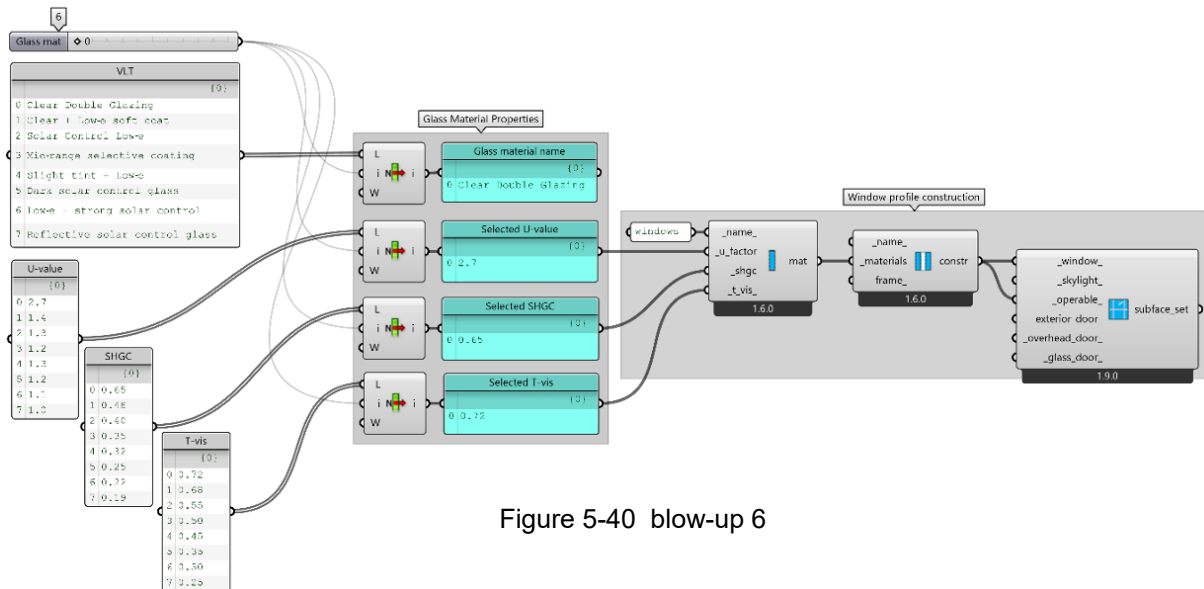 6
Glass mat 0
VLT
{0}
0 Clear Double Glazing
1 Clear + Low-e soft coat
2 Solar Control Low-e
3 Mid-range selective coating
4 Slight tint + Low-e
5 Dark solar control glass
6 Low-e + strong solar control
7 Reflective solar control glass
U-value
{0}
0 2.7
1 1.4
2 1.3
3 1.2
4 1.3
5 1.2
6 1.1
7 1.0
SHGC
{0}
0 0.65
1 0.48
2 0.40
3 0.35
4 0.32
5 0.25
6 0.22
7 0.19
T-vis
{0}
0 0.72
1 0.68
2 0.55
3 0.50
4 0.45
5 0.35
6 0.30
7 0.25
Glass Material Properties
L
i N i
W
Glass material name
{0}
0 Clear Double Glazing
L
i N i
W
Selected U-value
{0}
0 2.7
L
i N i
W
Selected SHGC
{0}
0 0.65
L
i N i
W
Selected T-vis
{0}
0 0.72
Window profile construction
windows
_name_
_u_factor
_shgc
_t_vis_
mat
1.6.0
_name_
_materials
frame_
constr
1.6.0
_window_
_skylight_
_operable_
exterior door
_overhead_door_
_glass_door_
subface_set
1.9.0
Figure 5-40 blow-up 6